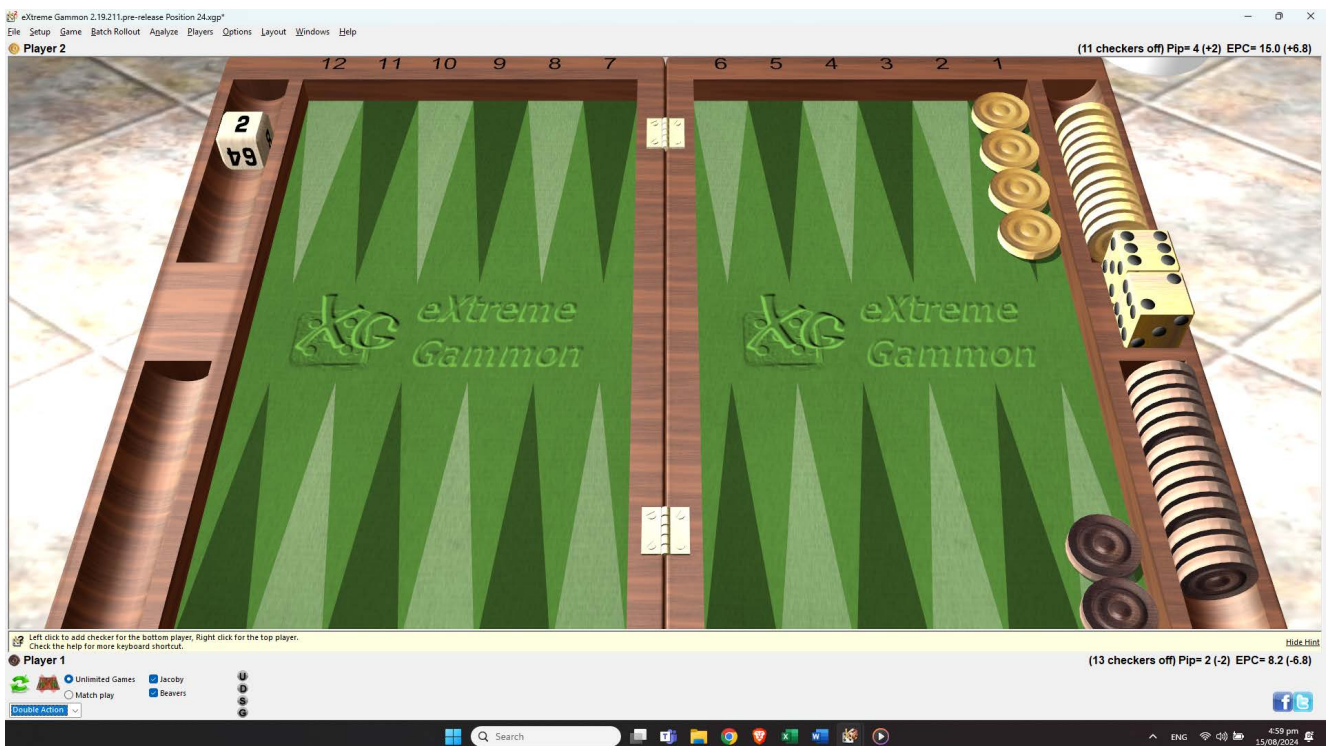 eXtreme Gammon 2.19.211.pre-release Position 24.xgp*
File Setup Game Batch Rollout Analyze Players Options Layout Windows Help
Player 2
(11 checkers off) Pip= 4 (+2) EPC= 15.0 (+6.8)
12 11 10 9 8 7 6 5 4 3 2 1
2
64
eXtreme
Gammon
eXtreme
Gammon
Left click to add checker for the bottom player, Right click for the top player.
Check the help for more keyboard shortcut.
Hide Hint
Player 1
(13 checkers off) Pip= 2 (-2) EPC= 8.2 (-6.8)
Unlimited Games
Jacoby
Match play
Beavers
Double Action
U
D
S
G
Search
ENG
4:59 pm
15/08/2024